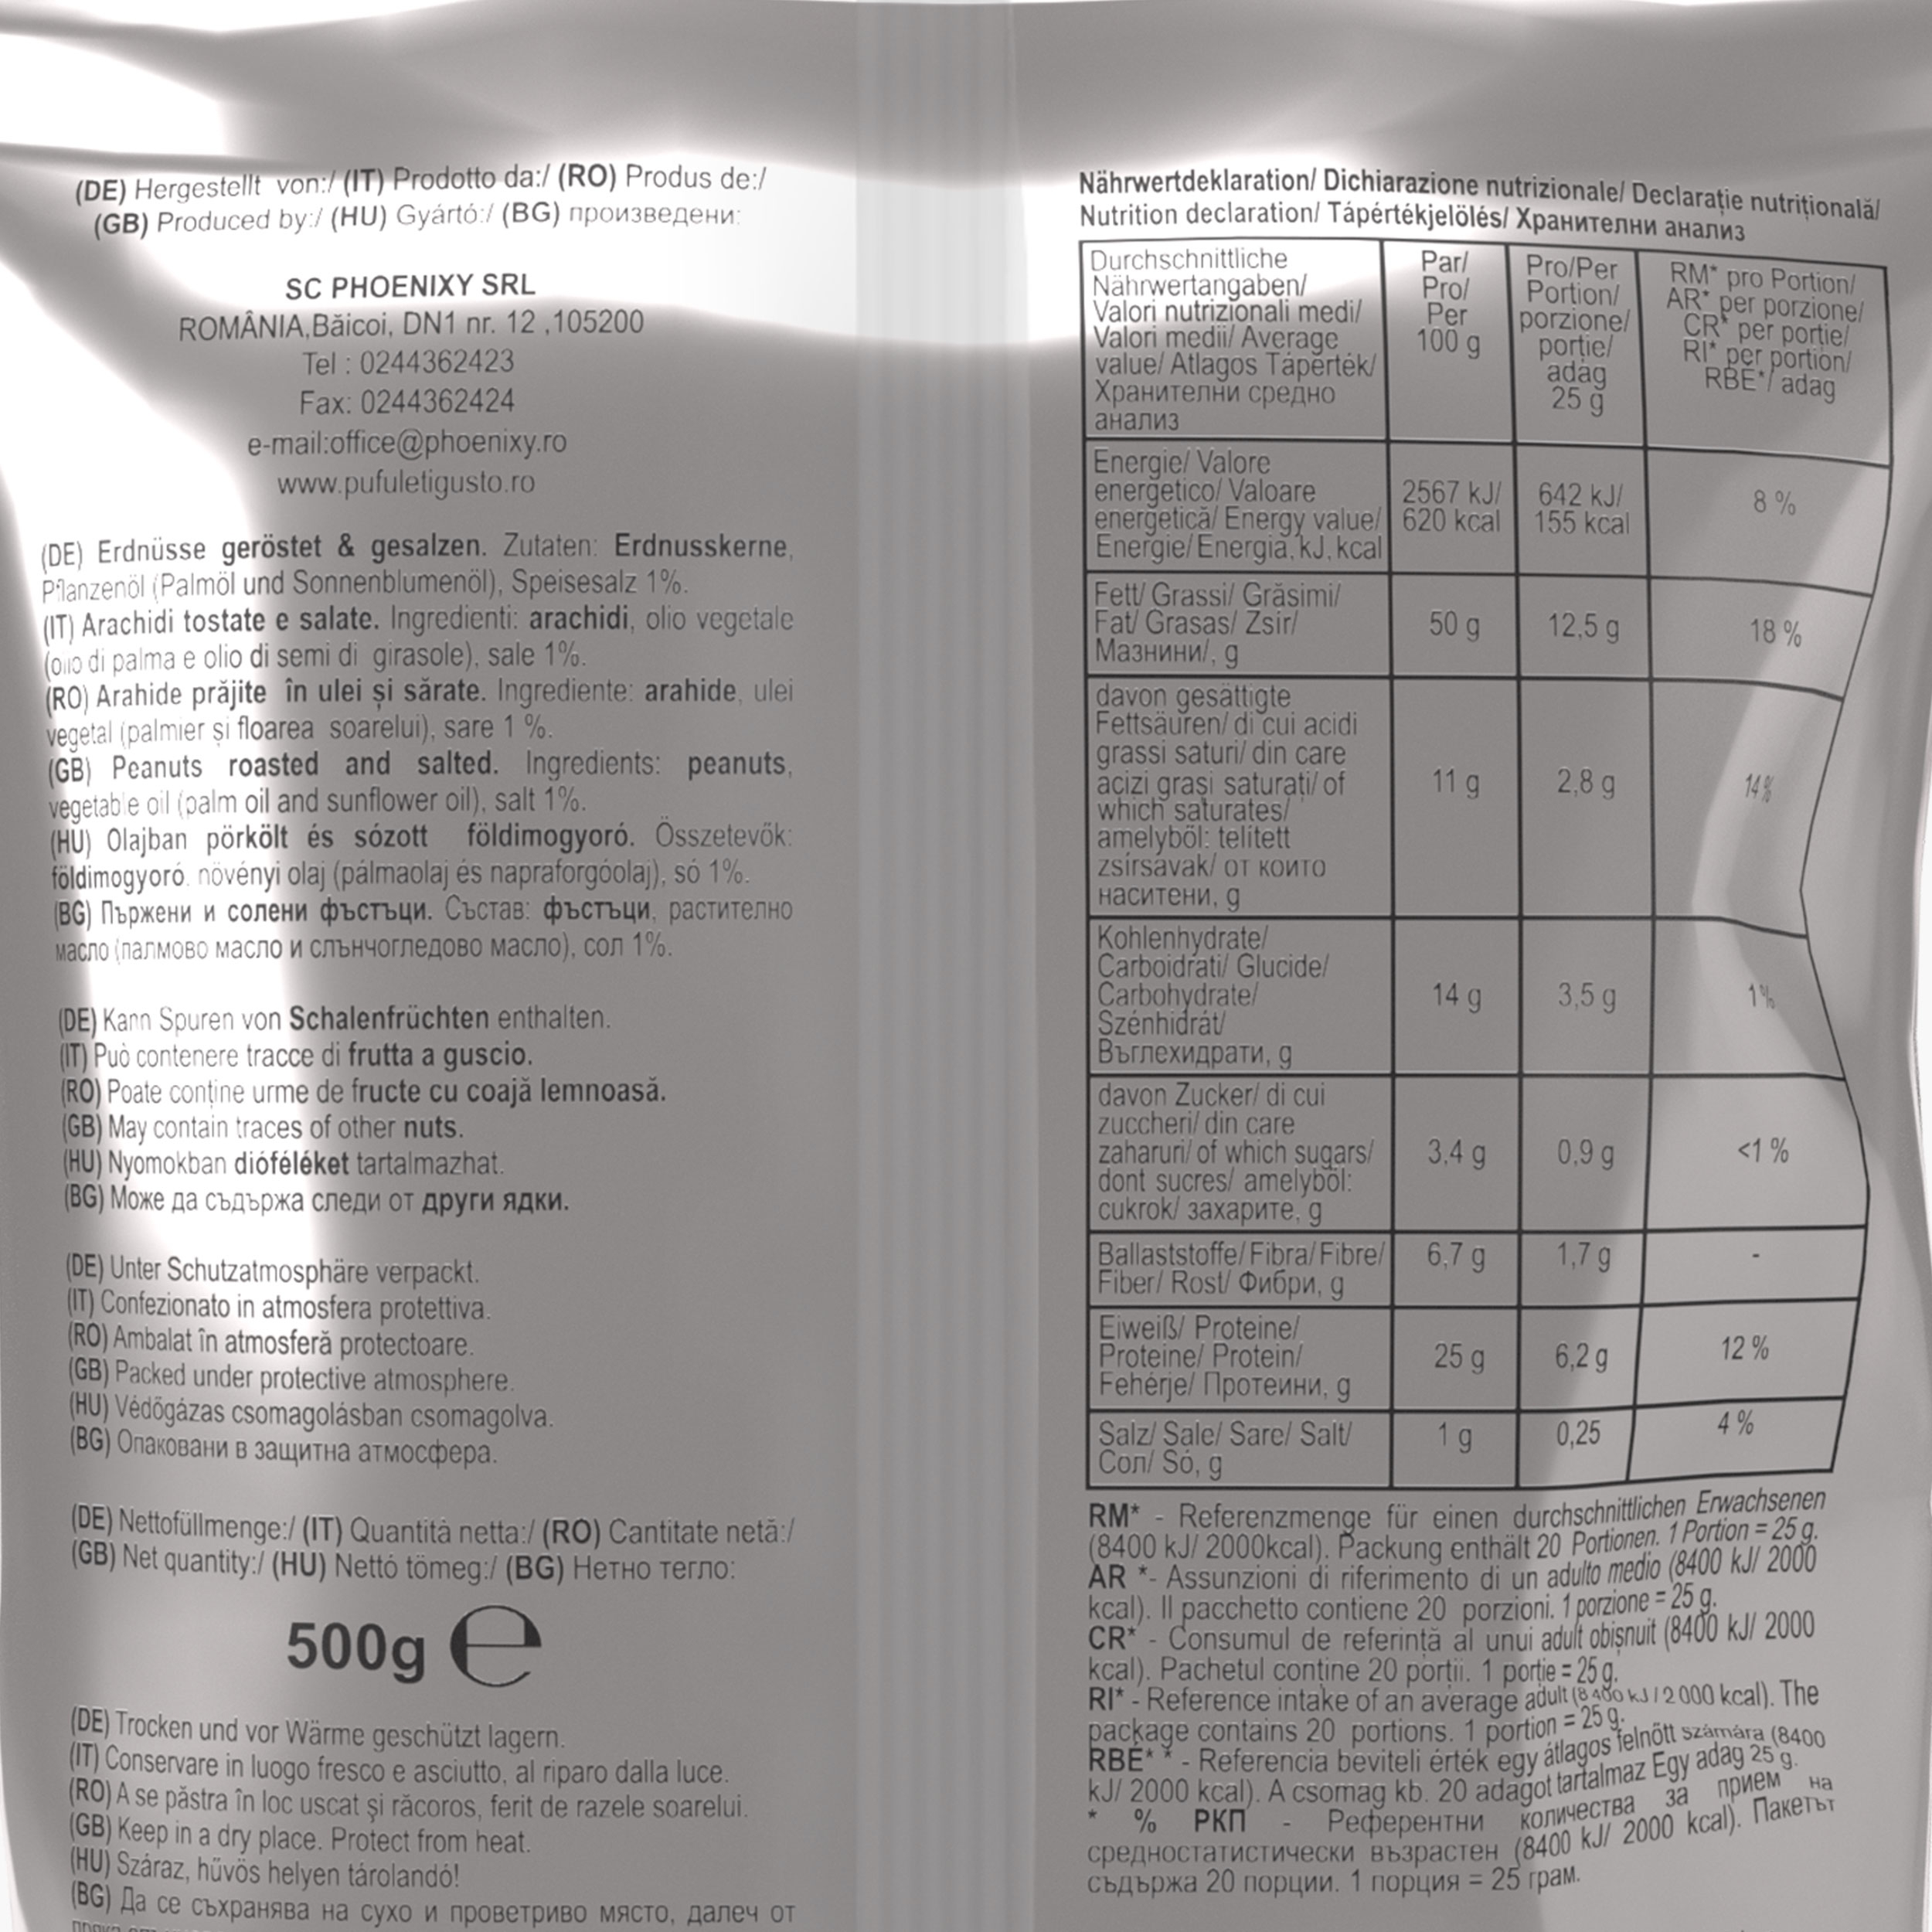 (DE) Hergestellt von:/ (IT) Prodotto da:/ (RO) Produs de:/
(GB) Produced by:/ (HU) Gyártó:/ (BG) произведени:
SC PHOENIXY SRL
ROMÂNIA,Băicoi, DN1 nr. 12 ,105200
Tel : 0244362423
Fax: 0244362424
e-mail:office@phoenixy.ro
www.pufuletigusto.ro
(DE) Erdnüsse geröstet & gesalzen. Zutaten: Erdnusskerne,
Pflanzenöl (Palmöl und Sonnenblumenöl), Speisesalz 1%.
(IT) Arachidi tostate e salate. Ingredienti: arachidi, olio vegetale
(olio di palma e olio di semi di girasole), sale 1%.
(RO) Arahide prăjite în ulei și sărate. Ingrediente: arahide, ulei
vegetal (palmier și floarea soarelui), sare 1 %.
(GB) Peanuts roasted and salted. Ingredients: peanuts,
vegetable oil (palm oil and sunflower oil), salt 1%.
(HU) Olajban pörkölt és sózott földimogyoró. Összetevők:
földimogyoró. növényi olaj (pálmaolaj és napraforgóolaj), só 1%.
(BG) Пържени и солени фъстъци. Състав: фъстъци, растително
масло (палмово масло и слънчогледово масло), сол 1%.
(DE) Kann Spuren von Schalenfrüchten enthalten.
(IT) Può contenere tracce di frutta a guscio.
(RO) Poate conține urme de fructe cu coajă lemnoasă.
(GB) May contain traces of other nuts.
(HU) Nyomokban dióféléket tartalmazhat.
(BG) Може да съдържа следи от други ядки.
(DE) Unter Schutzatmosphäre verpackt.
(IT) Confezionato in atmosfera protettiva.
(RO) Ambalat în atmosferă protectoare.
(GB) Packed under protective atmosphere.
(HU) Védőgázas csomagolásban csomagolva.
(BG) Опаковани в защитна атмосфера.
(DE) Nettofüllmenge:/ (IT) Quantità netta:/ (RO) Cantitate netă:/
(GB) Net quantity:/ (HU) Nettó tömeg:/ (BG) Нетно тегло:
500g e
(DE) Trocken und vor Wärme geschützt lagern.
(IT) Conservare in luogo fresco e asciutto, al riparo dalla luce.
(RO) A se păstra în loc uscat și răcoros, ferit de razele soarelui.
(GB) Keep in a dry place. Protect from heat.
(HU) Száraz, hűvös helyen tárolandó!
(BG) Да се съхранява на сухо и проветриво място, далеч от
Nährwertdeklaration/ Dichiarazione nutrizionale/ Declarație nutrițională/
Nutrition declaration/ Tápértékjelölés/ Хранителни анализ
Durchschnittliche
Nährwertangaben/
Valori nutrizionali medi/
Valori medii/ Average
value/ Atlagos Tápérték/
Хранителни средно
анализ
Par/
Pro/
Per
100 g
Pro/Per
Portion/
porzione/
porție/
adag
25 g
RM* pro Portion/
AR* per porzione/
CR* per portie/
RI* per portion/
RBE*/ adag
Energie/ Valore
energetico/ Valoare
energetică/ Energy value/
Energie/ Energia, kJ, kcal
2567 kJ/
620 kcal
642 kJ/
155 kcal
8 %
Fett/ Grassi/ Grăsimi/
Fat/ Grasas/ Zsír/
Мазнини/, g
50 g
12,5 g
18 %
davon gesättigte
Fettsäuren/ di cui acidi
grassi saturi/ din care
acizi grași saturați/ of
which saturates/
amelyből: telített
zsírsavak/ от които
наситени, g
11 g
2,8 g
14 %
Kohlenhydrate/
Carboidrati/ Glucide/
Carbohydrate/
Szénhidrát/
Въглехидрати, g
14 g
3,5 g
1%
davon Zucker/ di cui
zuccheri/ din care
zaharuri/ of which sugars/
dont sucres/ amelyből:
cukrok/ захарите, g
3,4 g
0,9 g
<1 %
Ballaststoffe/ Fibra/ Fibre/
Fiber/ Rost/ Фибри, g
6,7 g
1,7 g
-
Eiweiß/ Proteine/
Proteine/ Protein/
Fehérje/ Протеини, g
25 g
6,2 g
12 %
Salz/ Sale/ Sare/ Salt/
Сол/ Só, g
1 g
0,25
4 %
RM* - Referenzmenge für einen durchschnittlichen Erwachsenen
(8400 kJ/ 2000kcal). Packung enthält 20 Portionen. 1 Portion = 25 g.
AR *- Assunzioni di riferimento di un adulto medio (8400 kJ/ 2000
kcal). Il pacchetto contiene 20 porzioni. 1 porzione = 25 g.
CR* - Consumul de referință al unui adult obișnuit (8400 kJ/ 2000
kcal). Pachetul conține 20 porții. 1 porție = 25 g.
RI* - Reference intake of an average adult (8 400 kJ / 2 000 kcal). The
package contains 20 portions. 1 portion = 25 g.
RBE* * - Referencia beviteli érték egy átlagos felnőtt számára (8400
kJ/ 2000 kcal). A csomag kb. 20 adagot tartalmaz Egy adag 25 g.
* % РКП - Референтни количества за прием на
средностатистически възрастен (8400 kJ/ 2000 kcal). Пакетът
съдържа 20 порции. 1 порция = 25 грам.